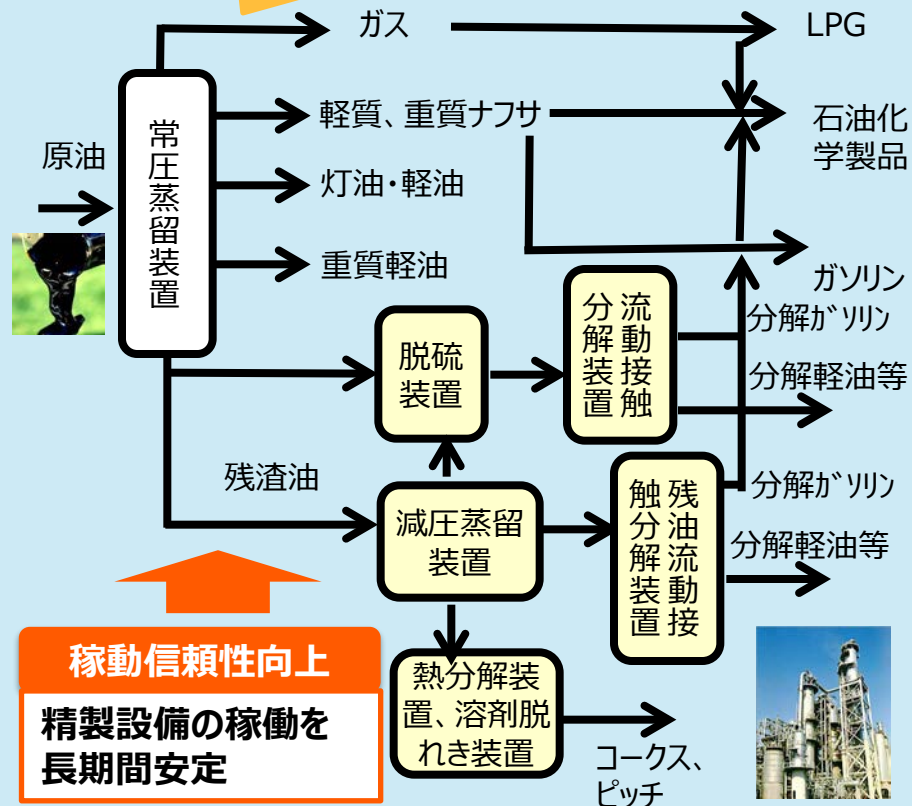 ガス
LPG
軽質、重質ナフサ
石油化
学製品
原油
常圧蒸留装置
灯油・軽油
重質軽油
ガソリン
分解ｶﾞソリン
流動接触
分解装置
脱硫
装置
分解軽油等
残渣油
減圧蒸留
装置
残油流動接
触分解装置
分解ｶﾞソリン
分解軽油等
稼動信頼性向上
精製設備の稼働を
長期間安定
熱分解装
置、溶剤脱
れき装置
コークス、
ピッチ